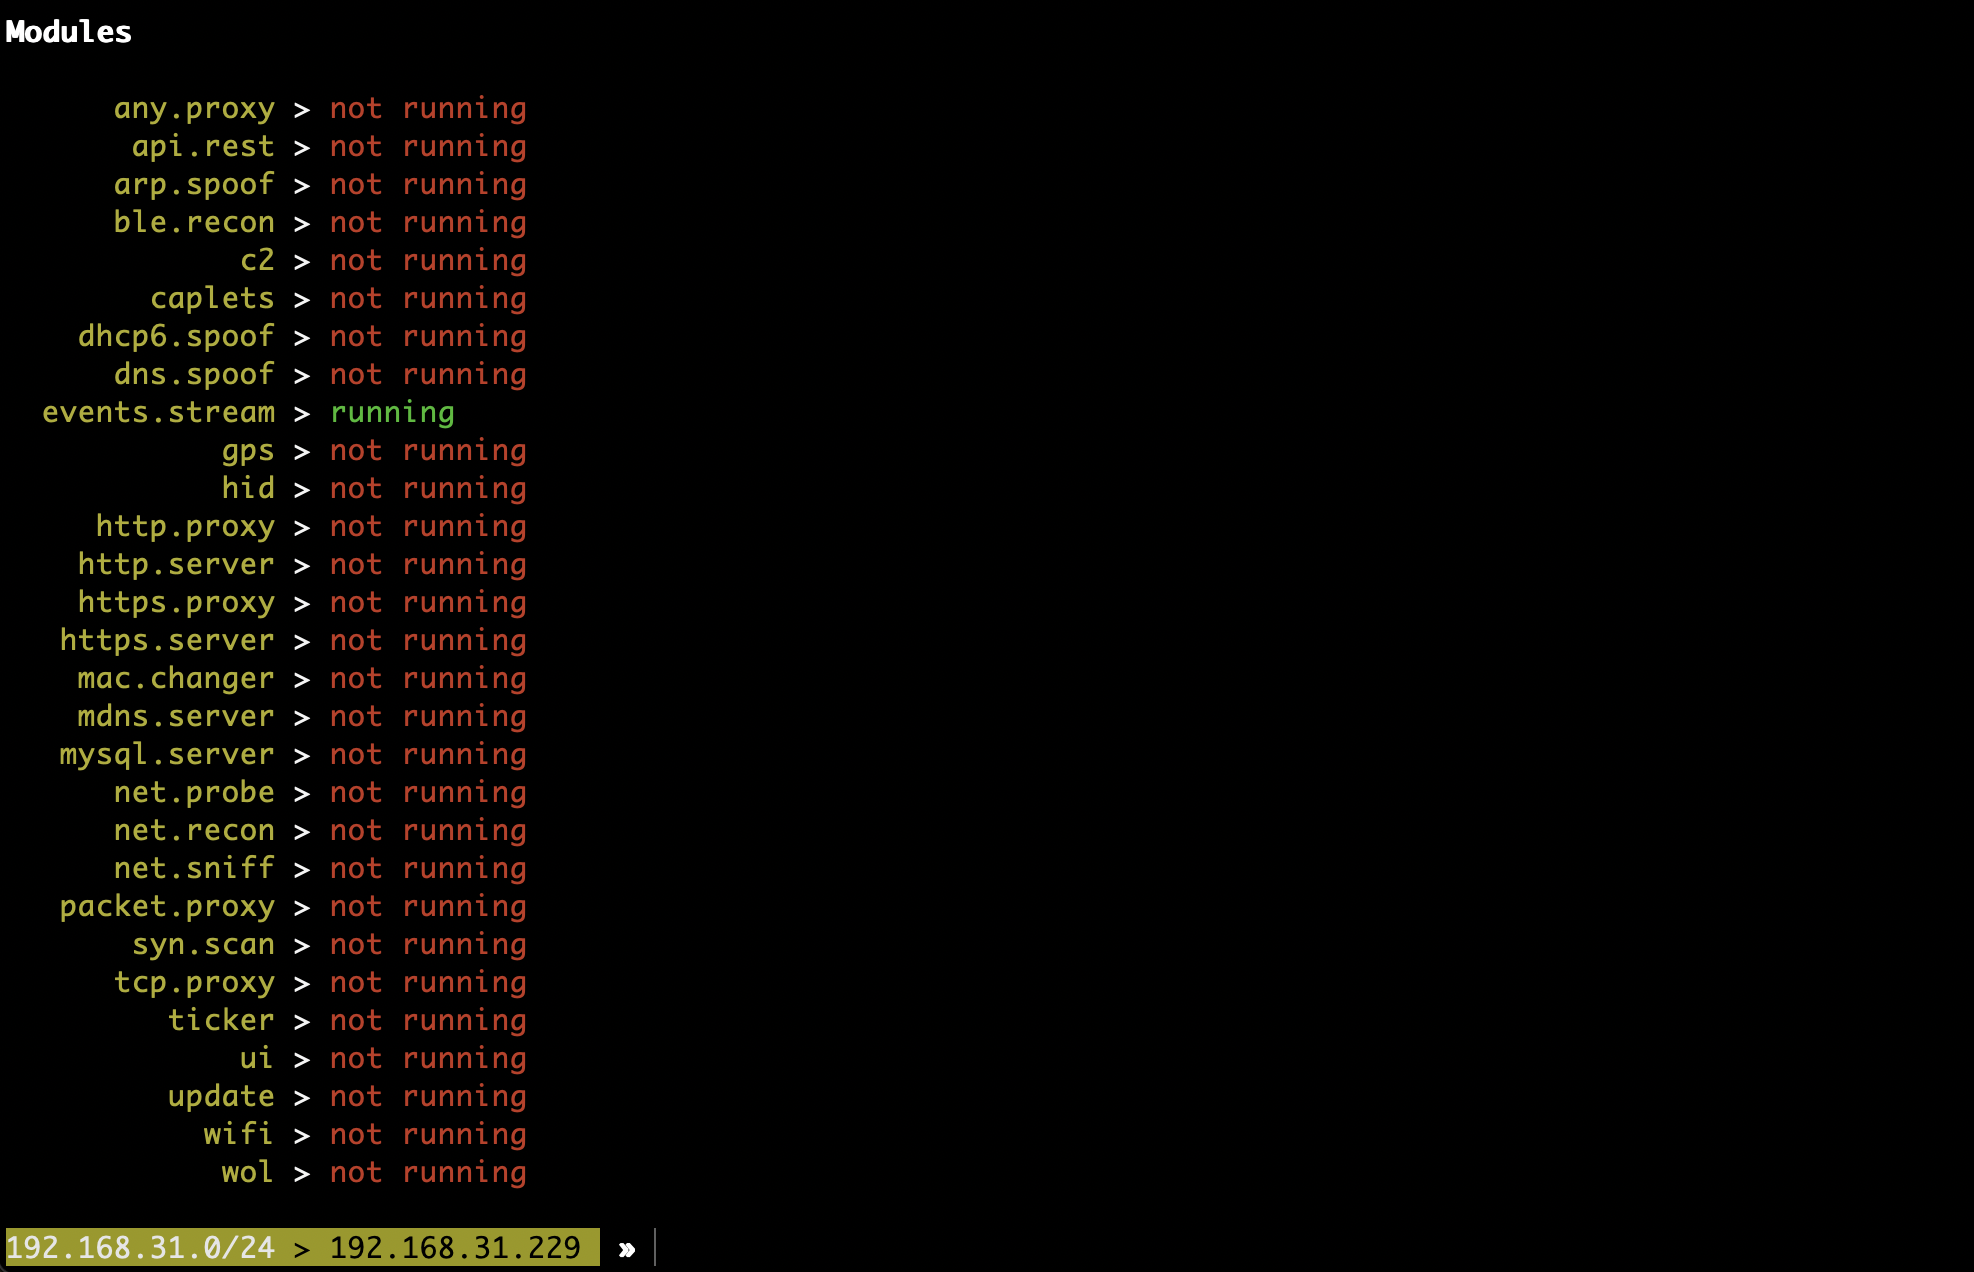 Modules
any.proxy > not running
api.rest > not running
arp.spoof > not running
ble.recon > not running
c2 > not running
caplets > not running
dhcp6.spoof > not running
dns.spoof > not running
events.stream > running
gps > not running
hid > not running
http.proxy > not running
http.server > not running
https.proxy > not running
https.server > not running
mac.changer > not running
mdns.server > not running
mysql.server > not running
net.probe > not running
net.recon > not running
net.sniff > not running
packet.proxy > not running
syn.scan > not running
tcp.proxy > not running
ticker > not running
ui > not running
update > not running
wifi > not running
wol > not running
192.168.31.0/24 > 192.168.31.229 »